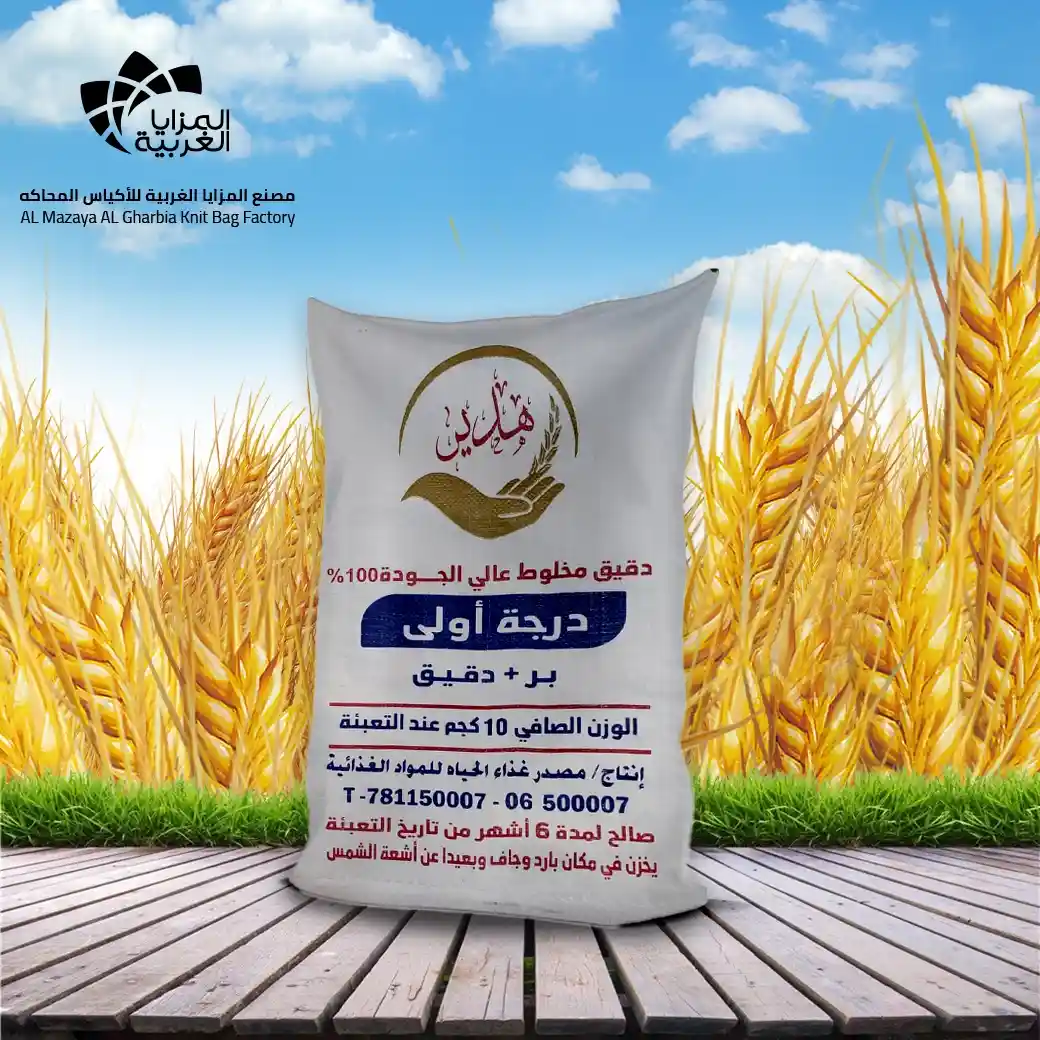 المزايا
الغربية
مصنع المزايا الغربية للأكياس المحاكه
AL Mazaya AL Gharbia Knit Bag Factory
هدير
دقيق مخلوط عالي الجـــودة 100%
درجة أولى
بر + دقيق
الوزن الصافي 10 كجم عند التعبئة
إنتاج/ مصدر غذاء الحياه للمواد الغذائية
T -781150007 - 06 500007
صالح لمدة 6 أشهر من تاريخ التعبئة
يخزن في مكان بارد وجاف وبعيدا عن أشعة الشمس